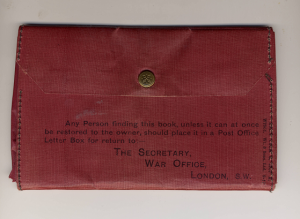 Any Person finding this book, unless it can at once
be restored to the owner, should place it in a Post Office
Letter Box for return to—
THE SECRETARY,
WAR OFFICE,
LONDON, S.W.